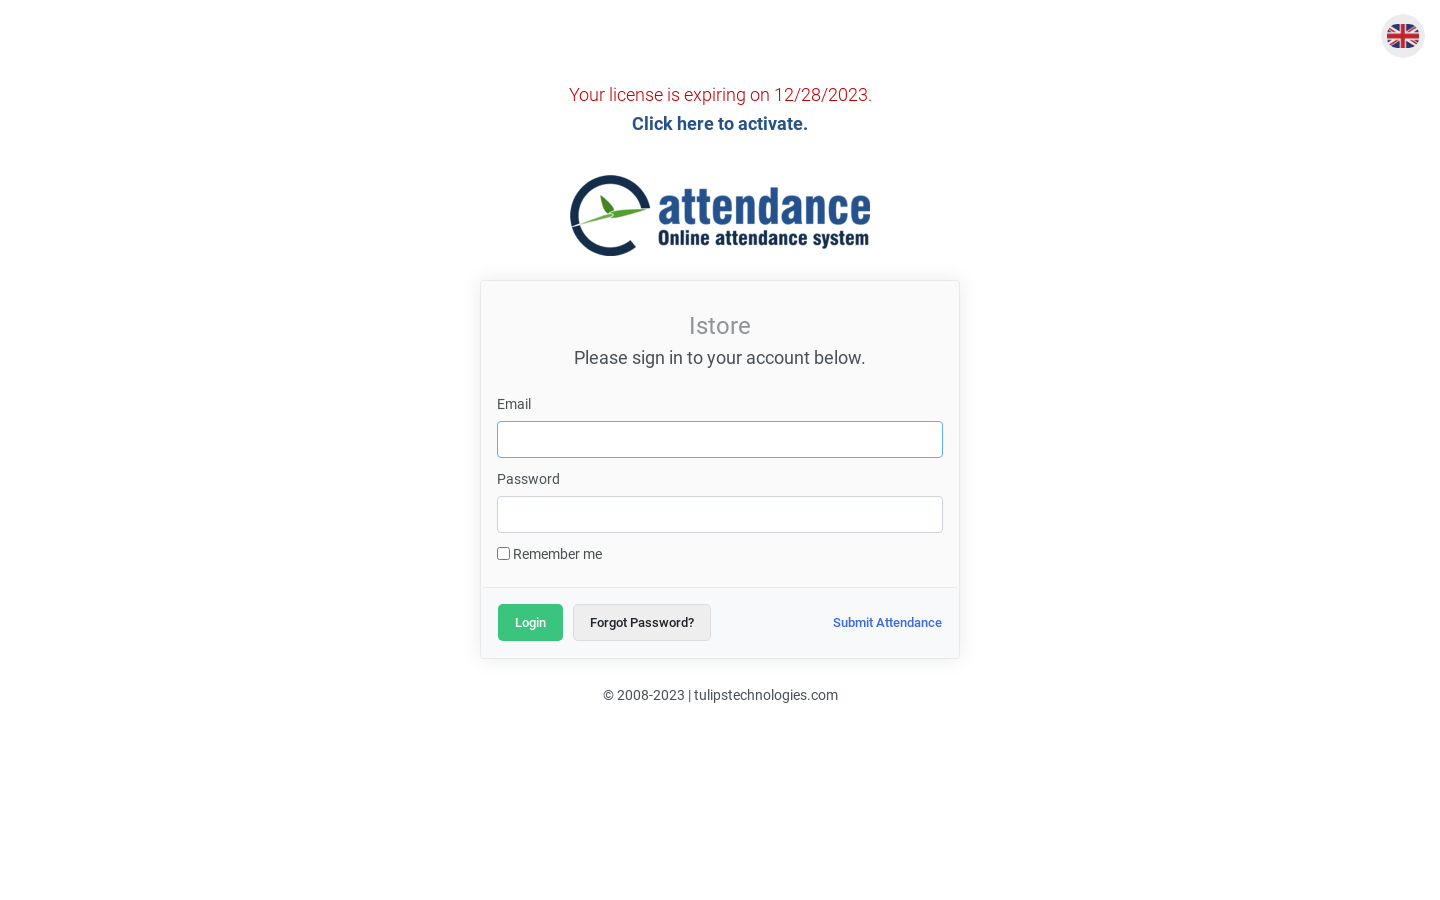 Your license is expiring on 12/28/2023.
Click here to activate.
attendance
Online attendance system
Istore
Please sign in to your account below.
Email
Password
Remember me
Login
Forgot Password?
Submit Attendance
© 2008-2023 | tulipstechnologies.com